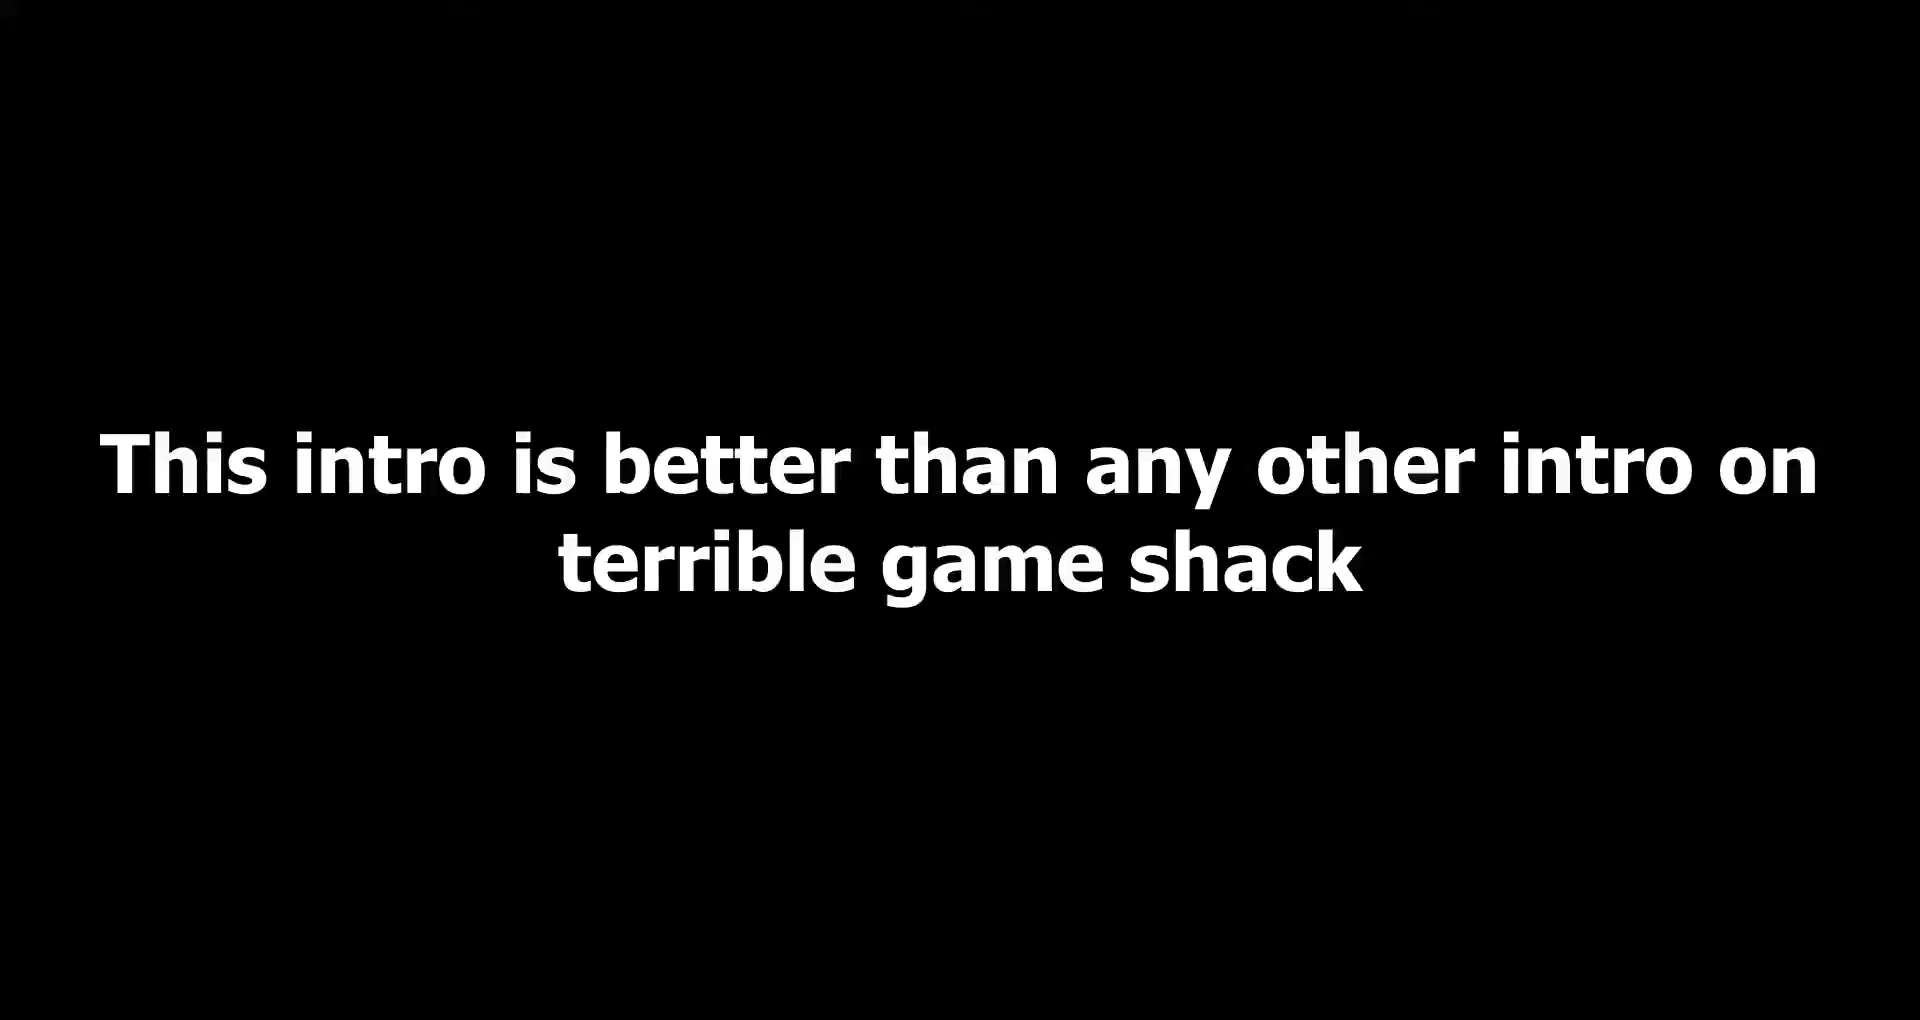 This intro is better than any other intro on
terrible game shack